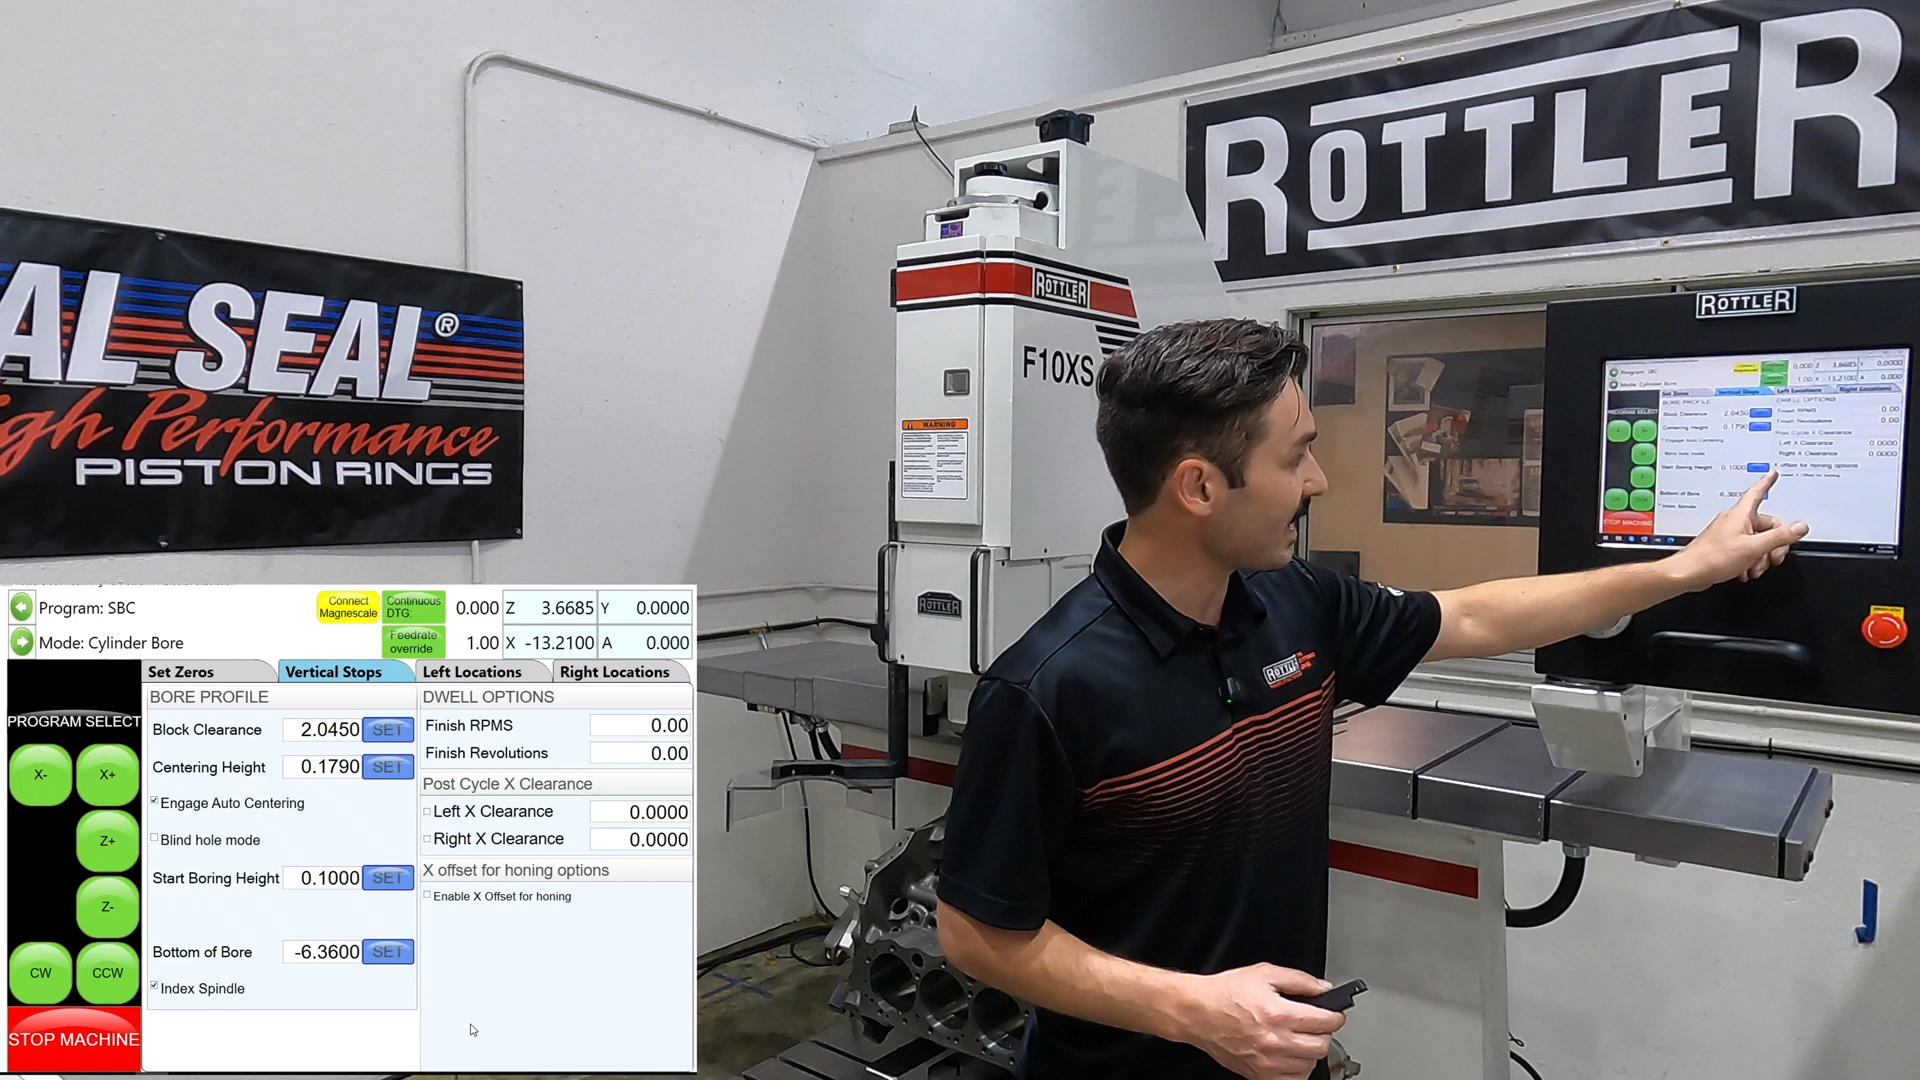 ROTTLER
AL SEAL®
igh Performance
PISTON RINGS
ROTTLER
F10XS
WARNING
ROTTLER
ROTTLER
ROTTLER
Program: SBC
Mode: Cylinder Bore
Connect Magnescale
Continuous DTG:
0.000
Z 3.6685 Y 0.0000
Feedrate override
1.00
X -13.2100 A 0.000
Set Zeros Vertical Stops Left Locations Right Locations
PROGRAM SELECT
X- X+
Z+
Z-
CW CCW
STOP MACHINE
BORE PROFILE
Block Clearance 2.0450 SET
Centering Height 0.1790 SET
Engage Auto Centering
Blind hole mode
Start Boring Height 0.1000 SET
Bottom of Bore -6.3600 SET
Index Spindle
DWELL OPTIONS
Finish RPMS 0.00
Finish Revolutions 0.00
Post Cycle X Clearance
Left X Clearance 0.0000
Right X Clearance 0.0000
X offset for honing options
Enable X Offset for honing